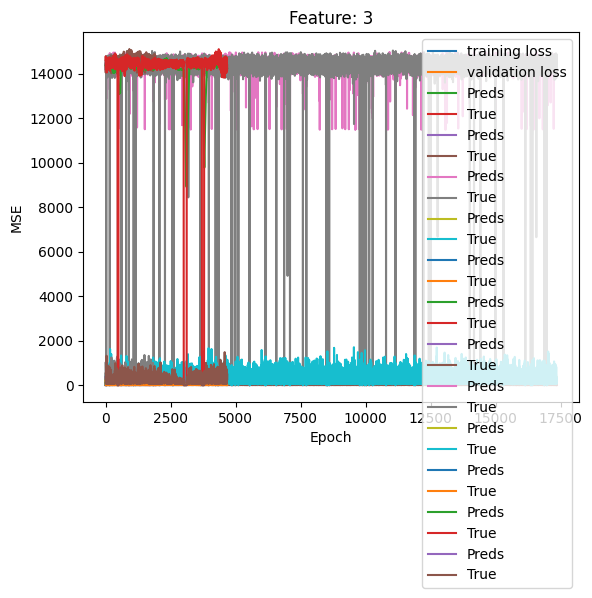 Feature: 3
MSE
14000
12000
10000
8000
6000
4000
2000
0
0
2500
5000
7500
10000
12500
15000
17500
Epoch
training loss
validation loss
Preds
True
Preds
True
Preds
True
Preds
True
Preds
True
Preds
True
Preds
True
Preds
True
Preds
True
Preds
True
Preds
True
Preds
True